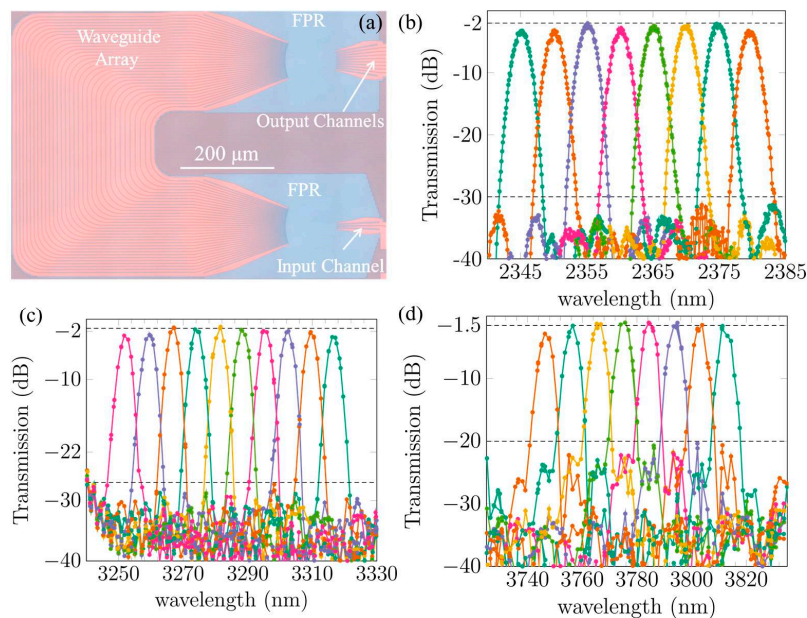 (a)
FPR
Waveguide
Array
Output Channels
200 μm
FPR
Input Channel
(b)
Transmission (dB)
-2
-10
-20
-30
-40
2345 2355 2365 2375 2385
wavelength (nm)
(c)
Transmission (dB)
−2
−10
−22
−30
−40
3250 3270 3290 3310 3330
wavelength (nm)
(d)
Transmission (dB)
−1.5
−10
−20
−30
−40
3740 3760 3780 3800 3820
wavelength (nm)